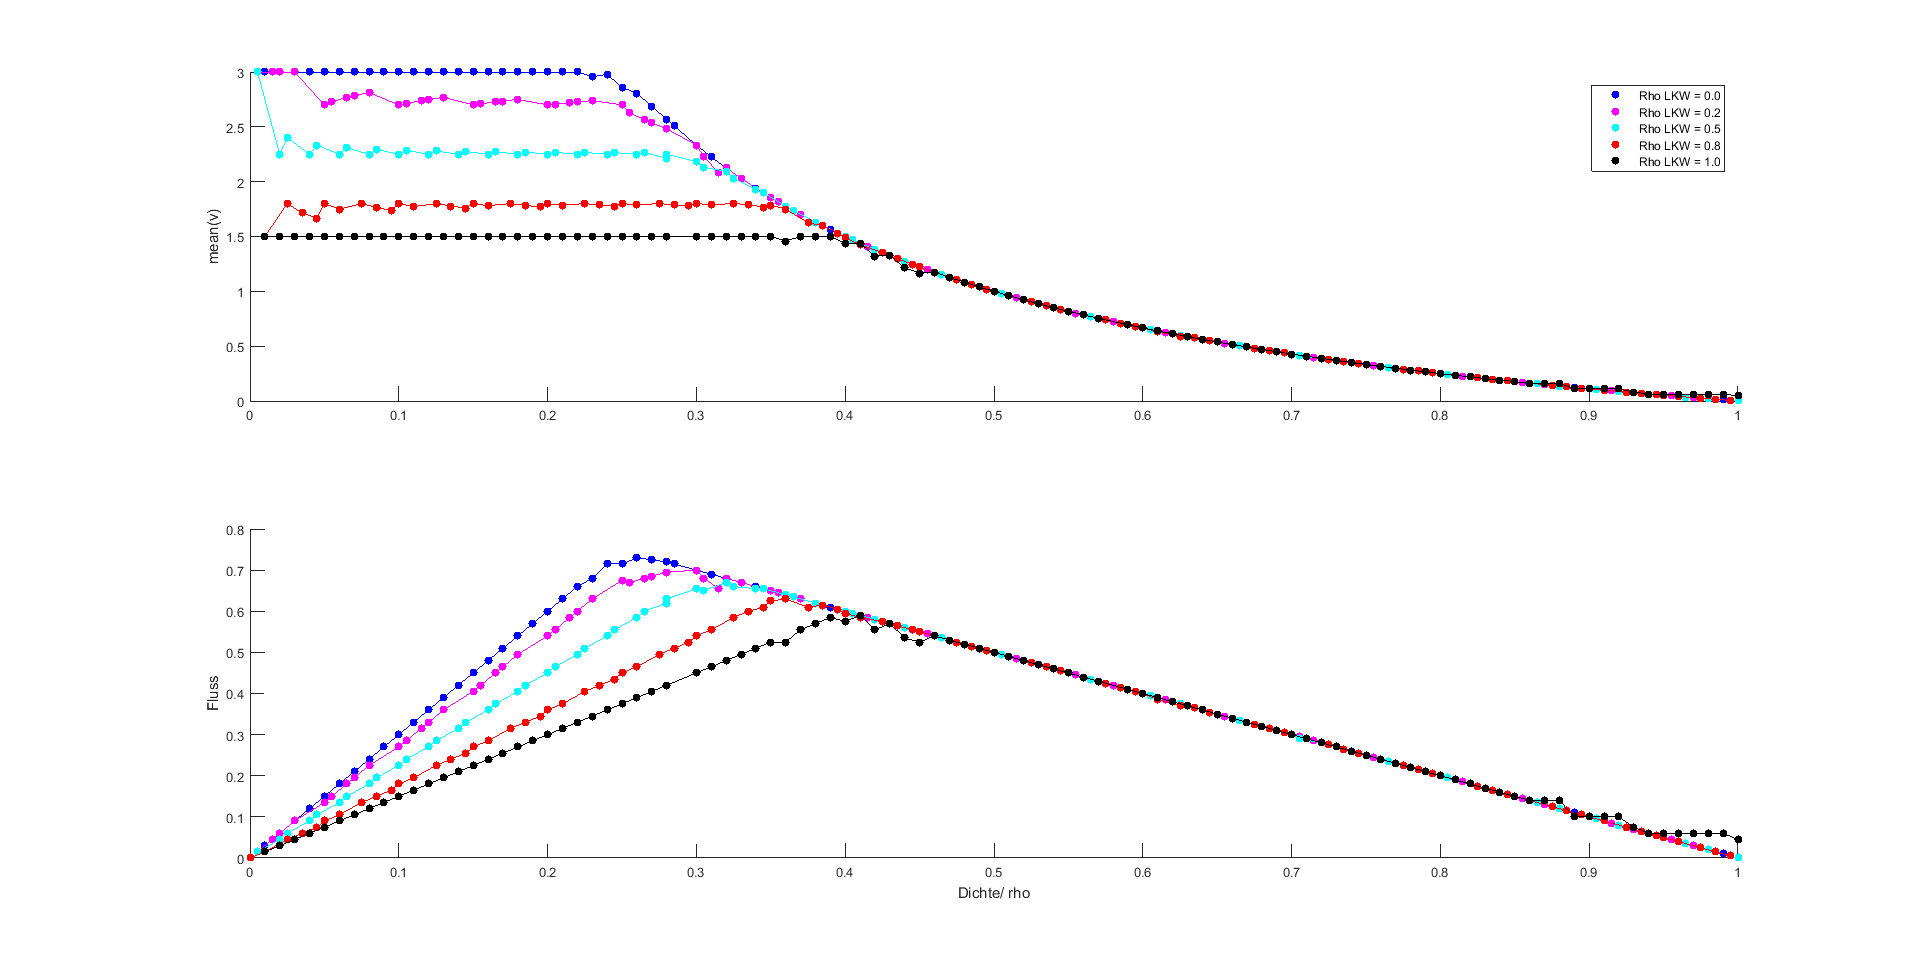 3
2.5
2
1.5
1
0.5
0
mean(v)
0 0.1 0.2 0.3 0.4 0.5 0.6 0.7 0.8 0.9 1
Rho LKW = 0.0
Rho LKW = 0.2
Rho LKW = 0.5
Rho LKW = 0.8
Rho LKW = 1.0
0.8
0.7
0.6
0.5
0.4
0.3
0.2
0.1
0
Fluss
0 0.1 0.2 0.3 0.4 0.5 0.6 0.7 0.8 0.9 1
Dichte/ rho